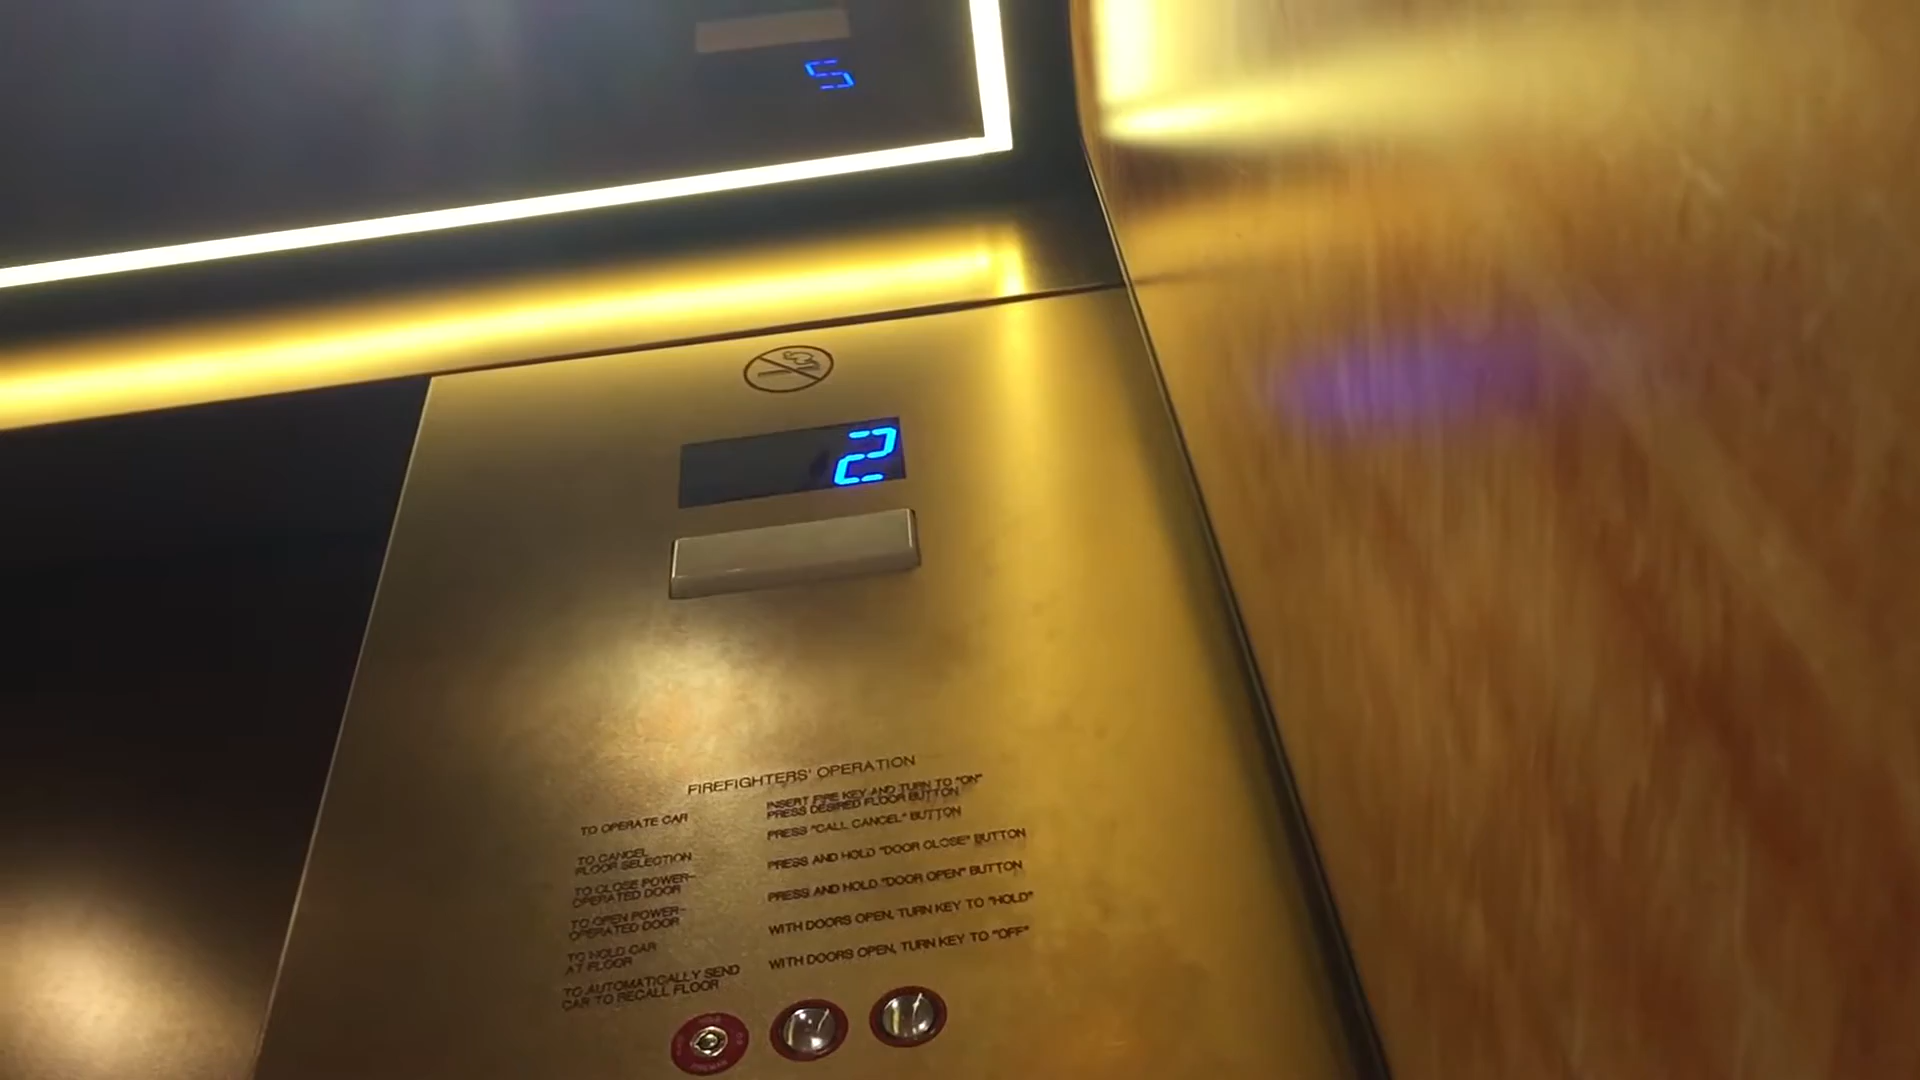 2
FIREFIGHTERS' OPERATION
TO OPERATE CAR
INSERT FIRE KEY AND TURN TO "ON"
PRESS DESIRED FLOOR BUTTON
TO CANCEL
FLOOR SELECTION
PRESS "CALL CANCEL" BUTTON
TO CLOSE POWER-
OPERATED DOOR
PRESS AND HOLD "DOOR CLOSE" BUTTON
TO OPEN POWER-
OPERATED DOOR
PRESS AND HOLD "DOOR OPEN" BUTTON
TO HOLD CAR
AT FLOOR
WITH DOORS OPEN, TURN KEY TO "HOLD"
TO AUTOMATICALLY SEND
CAR TO RECALL FLOOR
WITH DOORS OPEN, TURN KEY TO "OFF"